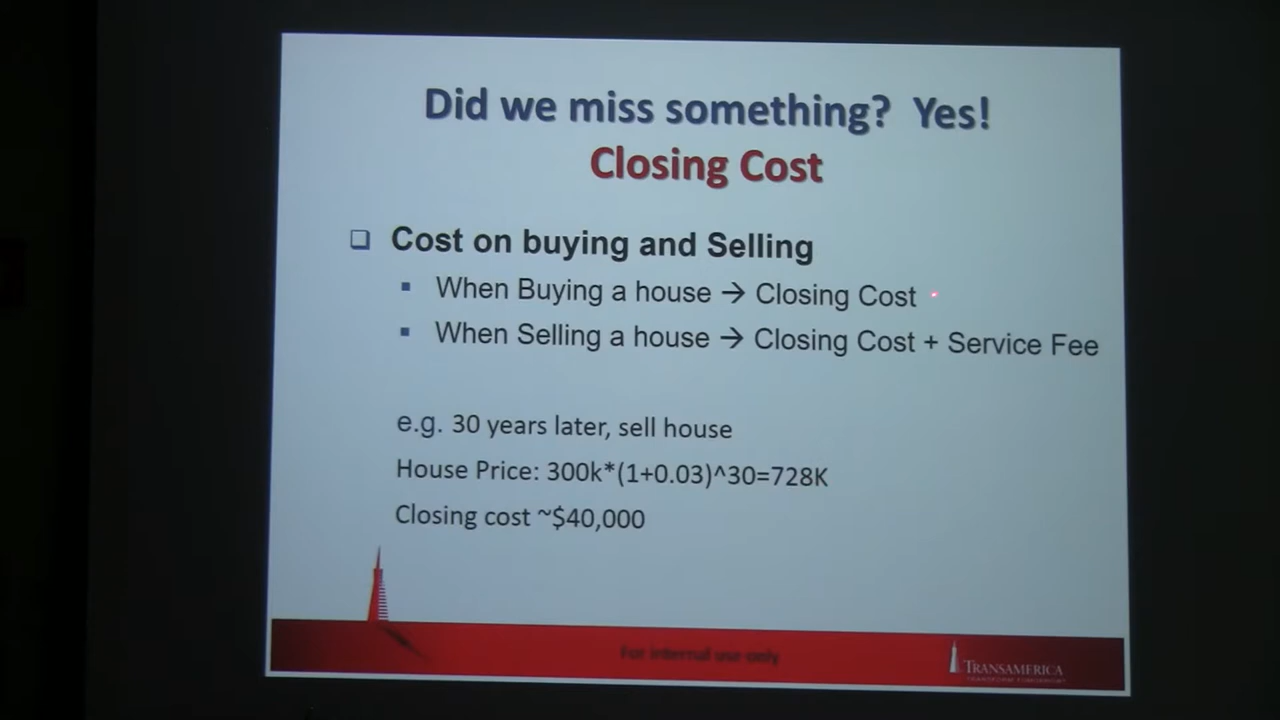 Did we miss something? Yes!
Closing Cost
Cost on buying and Selling
When Buying a house → Closing Cost
When Selling a house → Closing Cost + Service Fee
e.g. 30 years later, sell house
House Price: 300k*(1+0.03)^30=728K
Closing cost ~$40,000
For internal use only
TRANSAMERICA